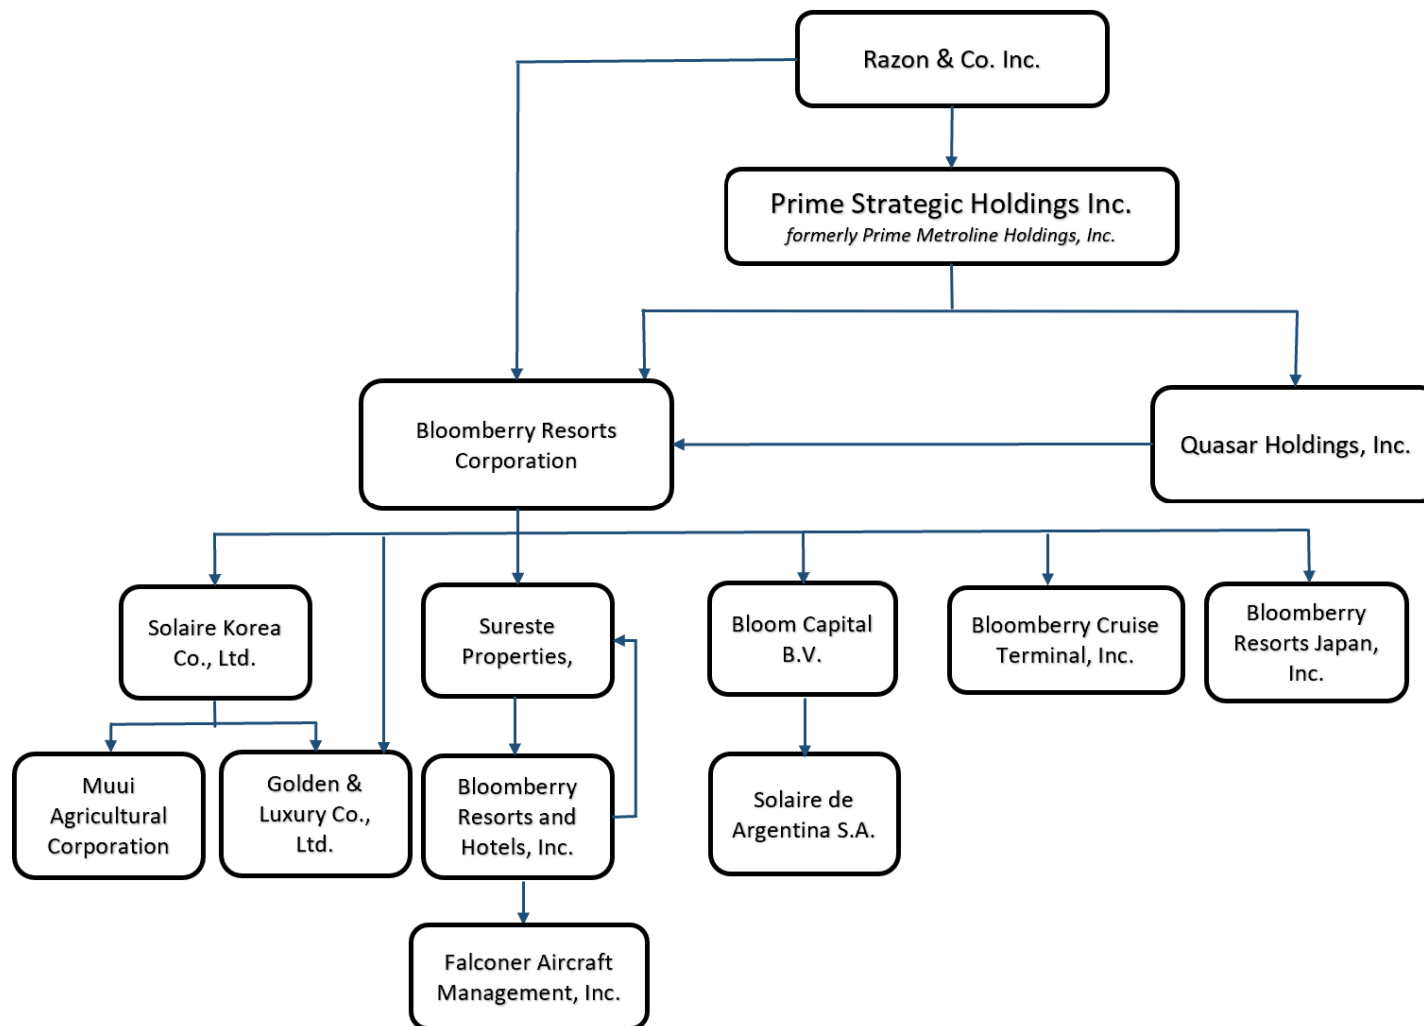 Razon & Co. Inc.
Prime Strategic Holdings Inc.
formerly Prime Metroline Holdings, Inc.
Bloomberry Resorts
Corporation
Quasar Holdings, Inc.
Solaire Korea
Co., Ltd.
Sureste
Properties,
Bloom Capital
B.V.
Bloomberry Cruise
Terminal, Inc.
Bloomberry
Resorts Japan,
Inc.
Muui
Agricultural
Corporation
Golden &
Luxury Co.,
Ltd.
Bloomberry
Resorts and
Hotels, Inc.
Solaire de
Argentina S.A.
Falconer Aircraft
Management, Inc.